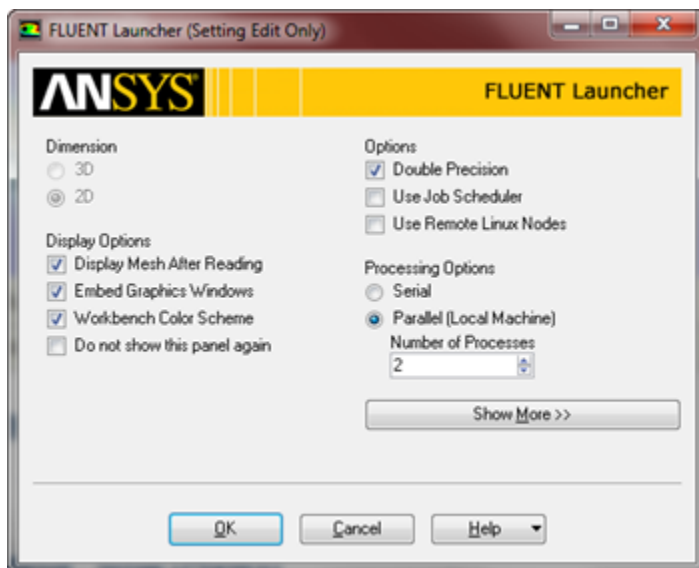 FLUENT Launcher (Setting Edit Only)
ANSYS
FLUENT Launcher
Dimension
3D
2D
Display Options
Display Mesh After Reading
Embed Graphics Windows
Workbench Color Scheme
Do not show this panel again
Options
Double Precision
Use Job Scheduler
Use Remote Linux Nodes
Processing Options
Serial
Parallel (Local Machine)
Number of Processes
2
Show More >>
OK
Cancel
Help